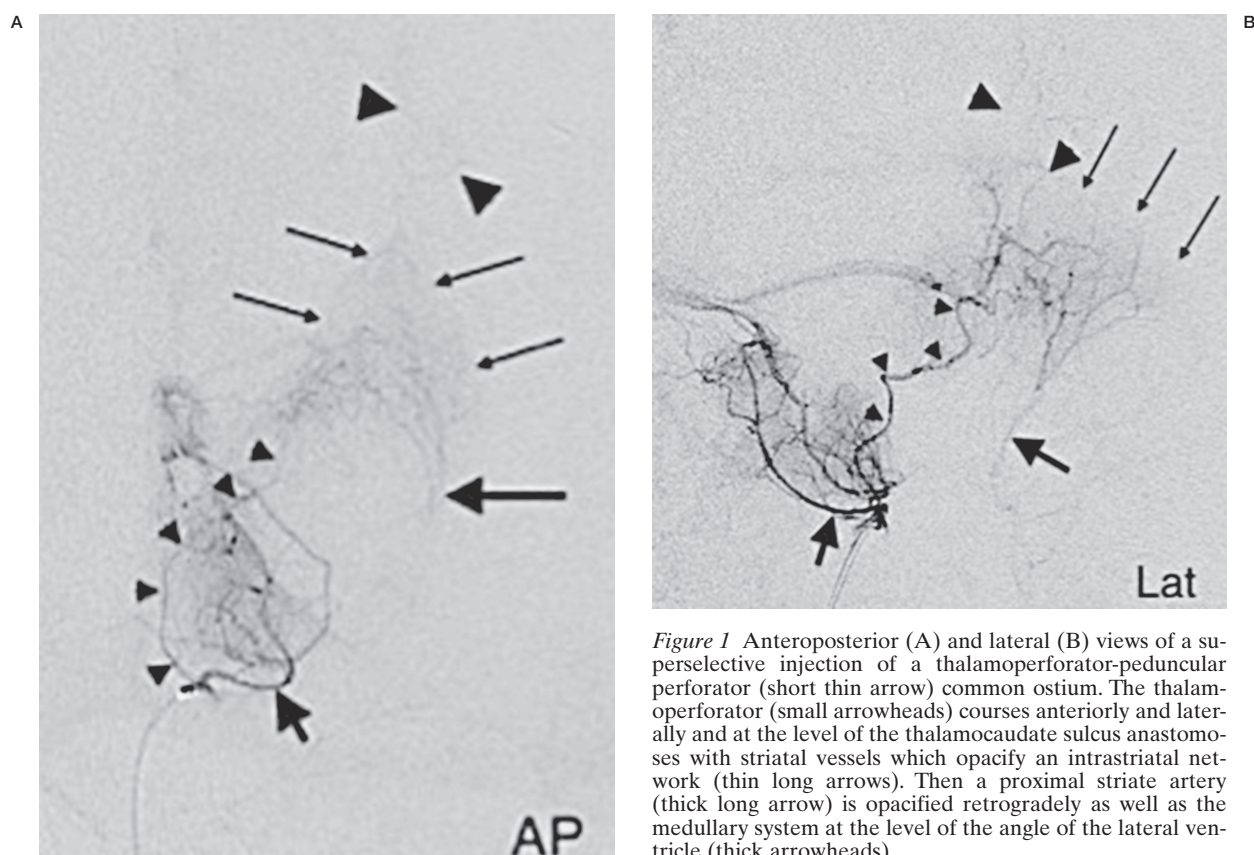 A
B
AP
Lat
Figure 1 Anteroposterior (A) and lateral (B) views of a su-
perselective injection of a thalamoperforator-peduncular
perforator (short thin arrow) common ostium. The thalam-
operforator (small arrowheads) courses anteriorly and later-
ally and at the level of the thalamocaudate sulcus anastomo-
ses with striatal vessels which opacify an intrastriatal net-
work (thin long arrows). Then a proximal striate artery
(thick long arrow) is opacified retrogradely as well as the
medullary system at the level of the angle of the lateral ven-
tricle (thick arrowheads).